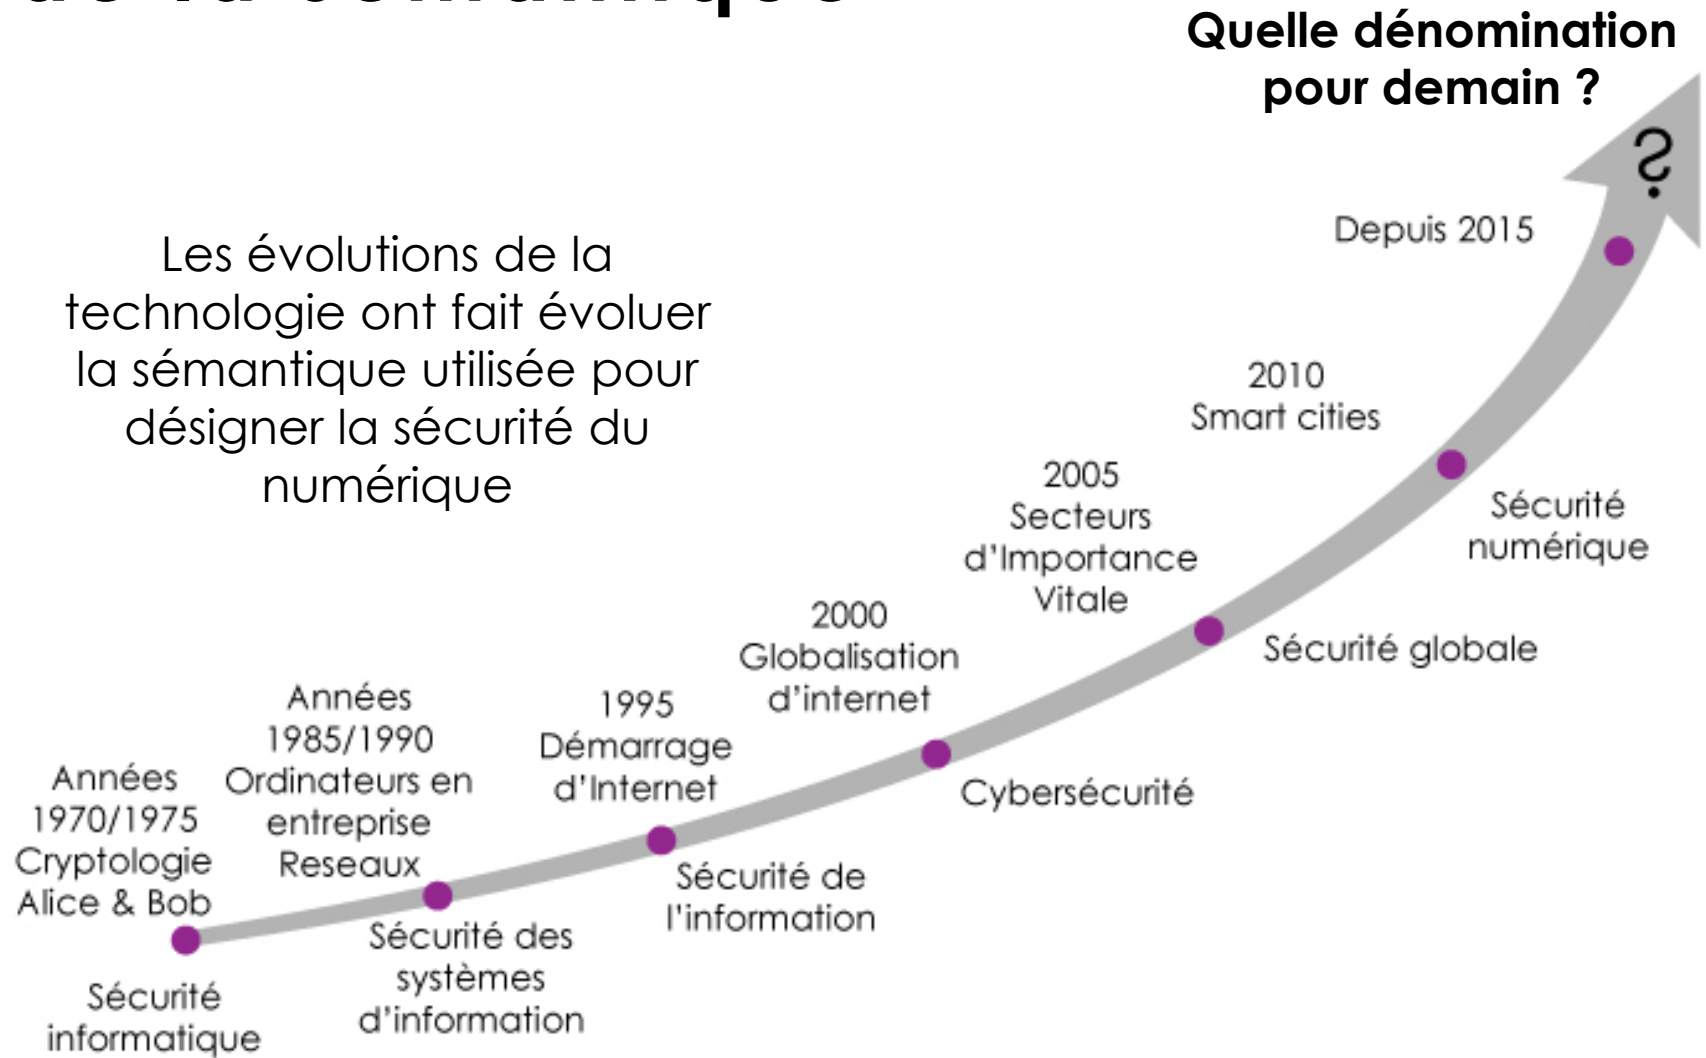 Quelle dénomination
pour demain ?
?
Depuis 2015
Les évolutions de la
technologie ont fait évoluer
la sémantique utilisée pour
désigner la sécurité du
numérique
2010
Smart cities
Sécurité
numérique
2005
Secteurs
d'Importance
Vitale
Sécurité globale
2000
Globalisation
d'internet
Cybersécurité
1995
Démarrage
d'Internet
Sécurité de
l'information
Années
1985/1990
Ordinateurs en
entreprise
Reseaux
Sécurité des
systèmes
d'information
Années
1970/1975
Cryptologie
Alice & Bob
Sécurité
informatique